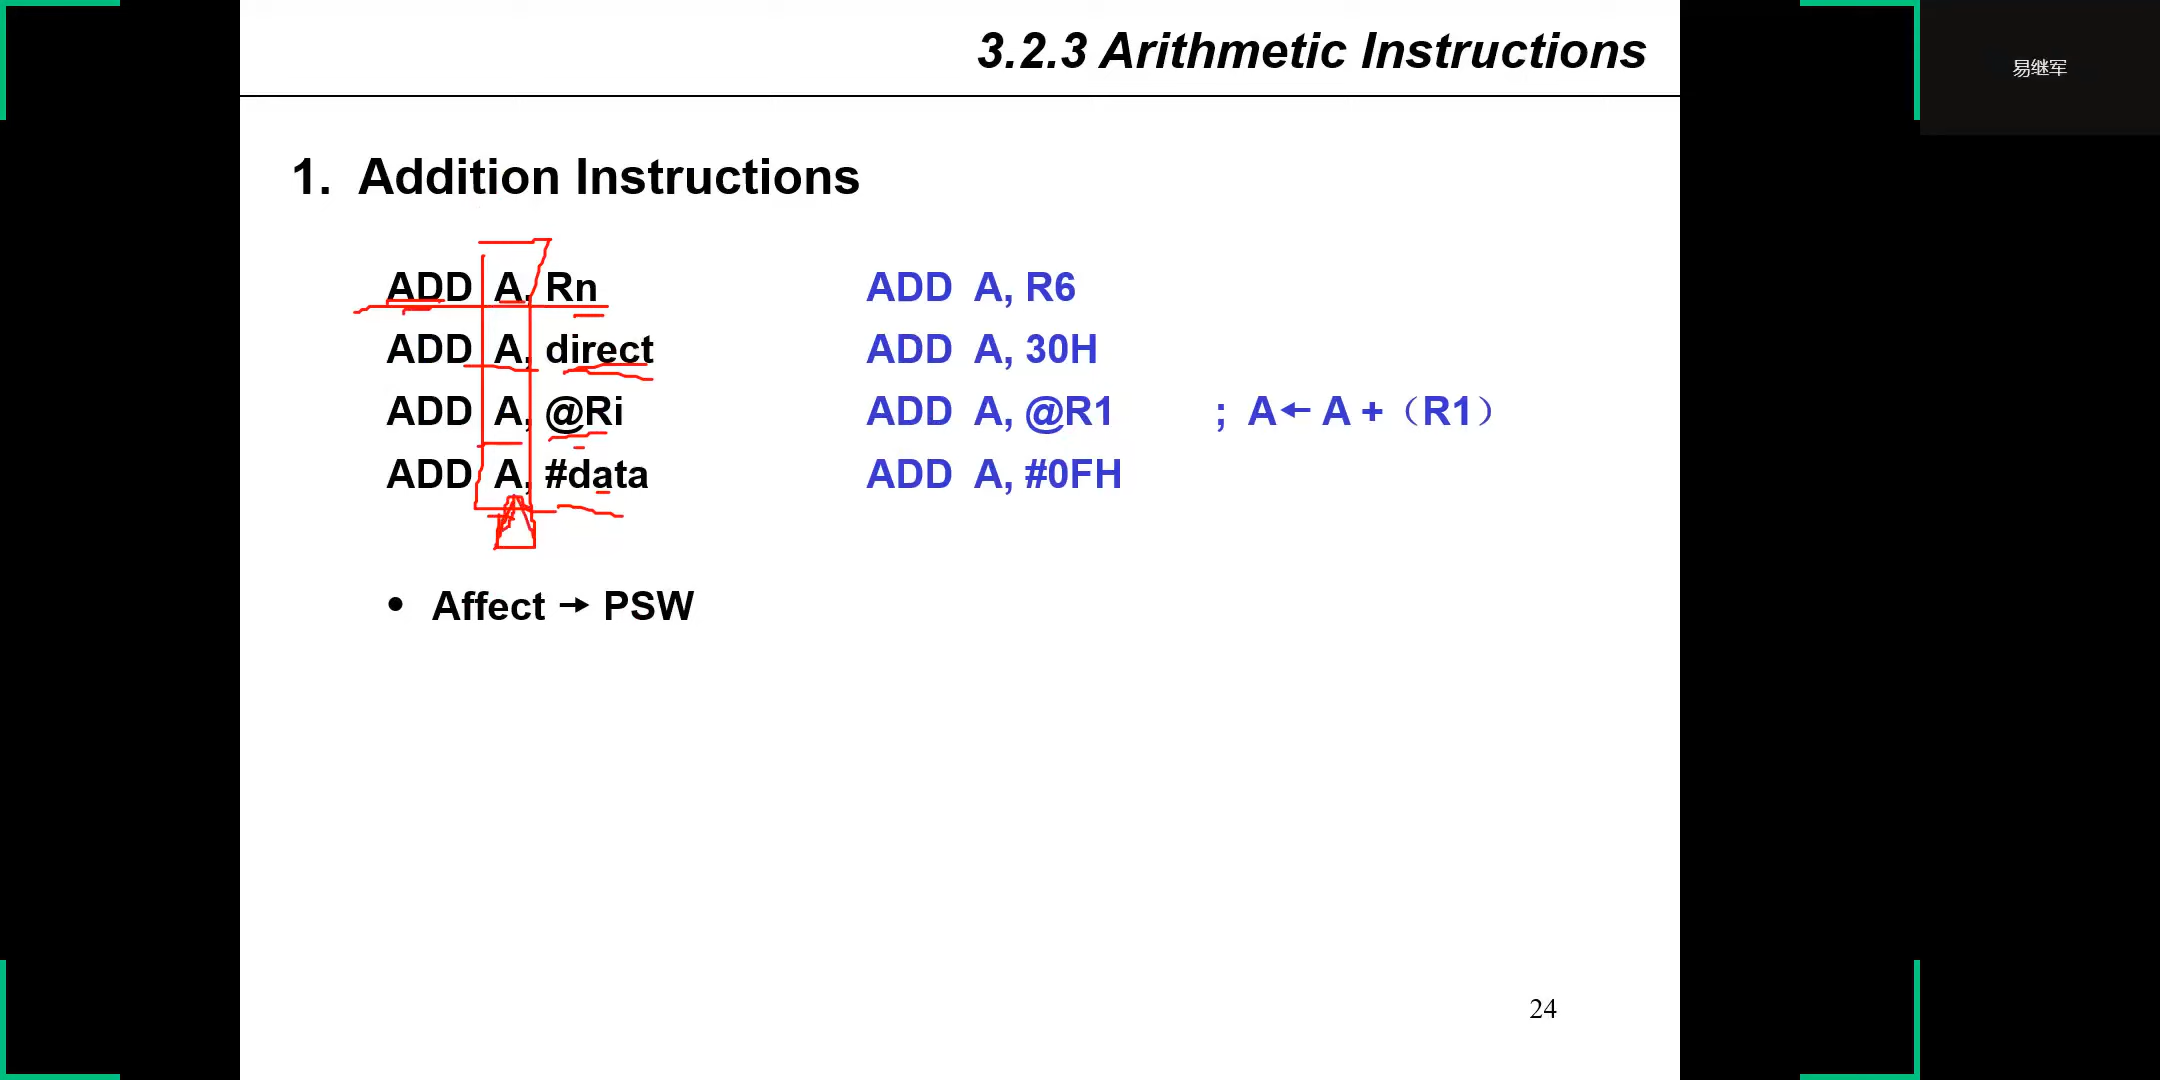 3.2.3 Arithmetic Instructions
易继军
1. Addition Instructions
ADD A, Rn ADD A, R6
ADD A, direct ADD A, 30H
ADD A, @Ri ADD A, @R1 ; A← A + （R1）
ADD A, #data ADD A, #0FH
• Affect → PSW
24